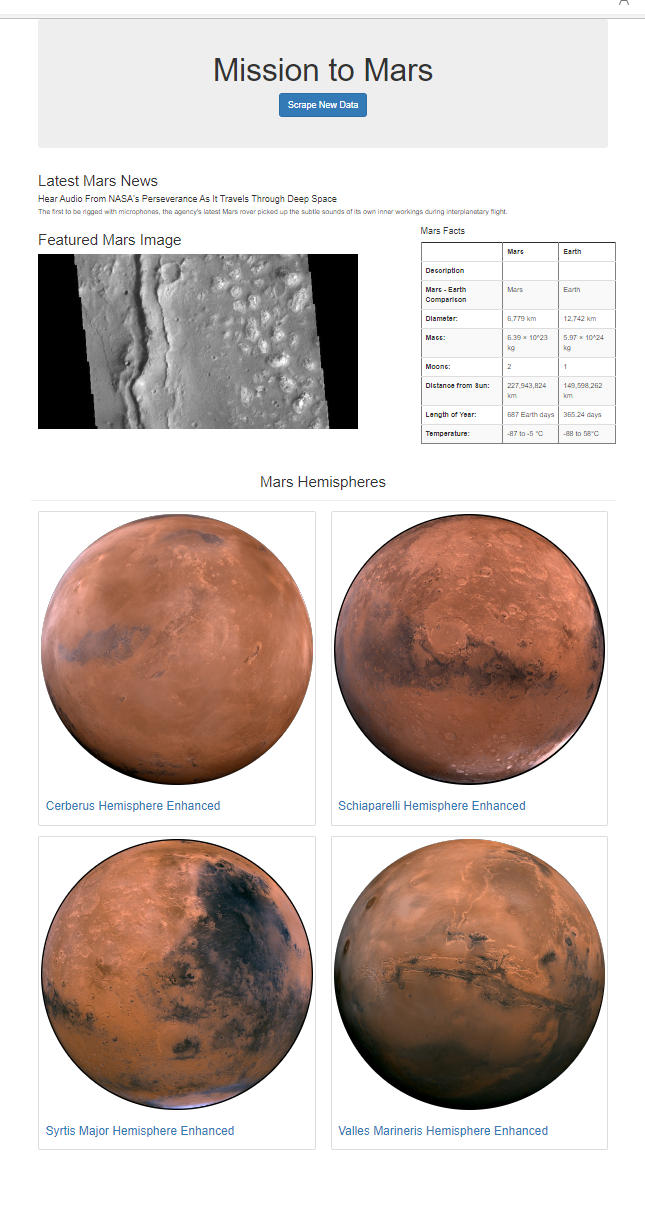 Mission to Mars
Scrape New Data
Latest Mars News
Hear Audio From NASA's Perseverance As It Travels Through Deep Space
The first to be rigged with microphones, the agency's latest Mars rover picked up the subtle sounds of its own inner workings during interplanetary flight.
Featured Mars Image
Mars Facts
Mars Earth
Description
Mars - Earth Comparison Mars Earth
Diameter: 6,779 km 12,742 km
Mass: 6.39 × 10^23 kg 5.97 × 10^24 kg
Moons: 2 1
Distance from Sun: 227,943,824 km 149,598,262 km
Length of Year: 687 Earth days 365.24 days
Temperature: -87 to -5 °C -88 to 58°C
Mars Hemispheres
Cerberus Hemisphere Enhanced
Schiaparelli Hemisphere Enhanced
Syrtis Major Hemisphere Enhanced
Valles Marineris Hemisphere Enhanced